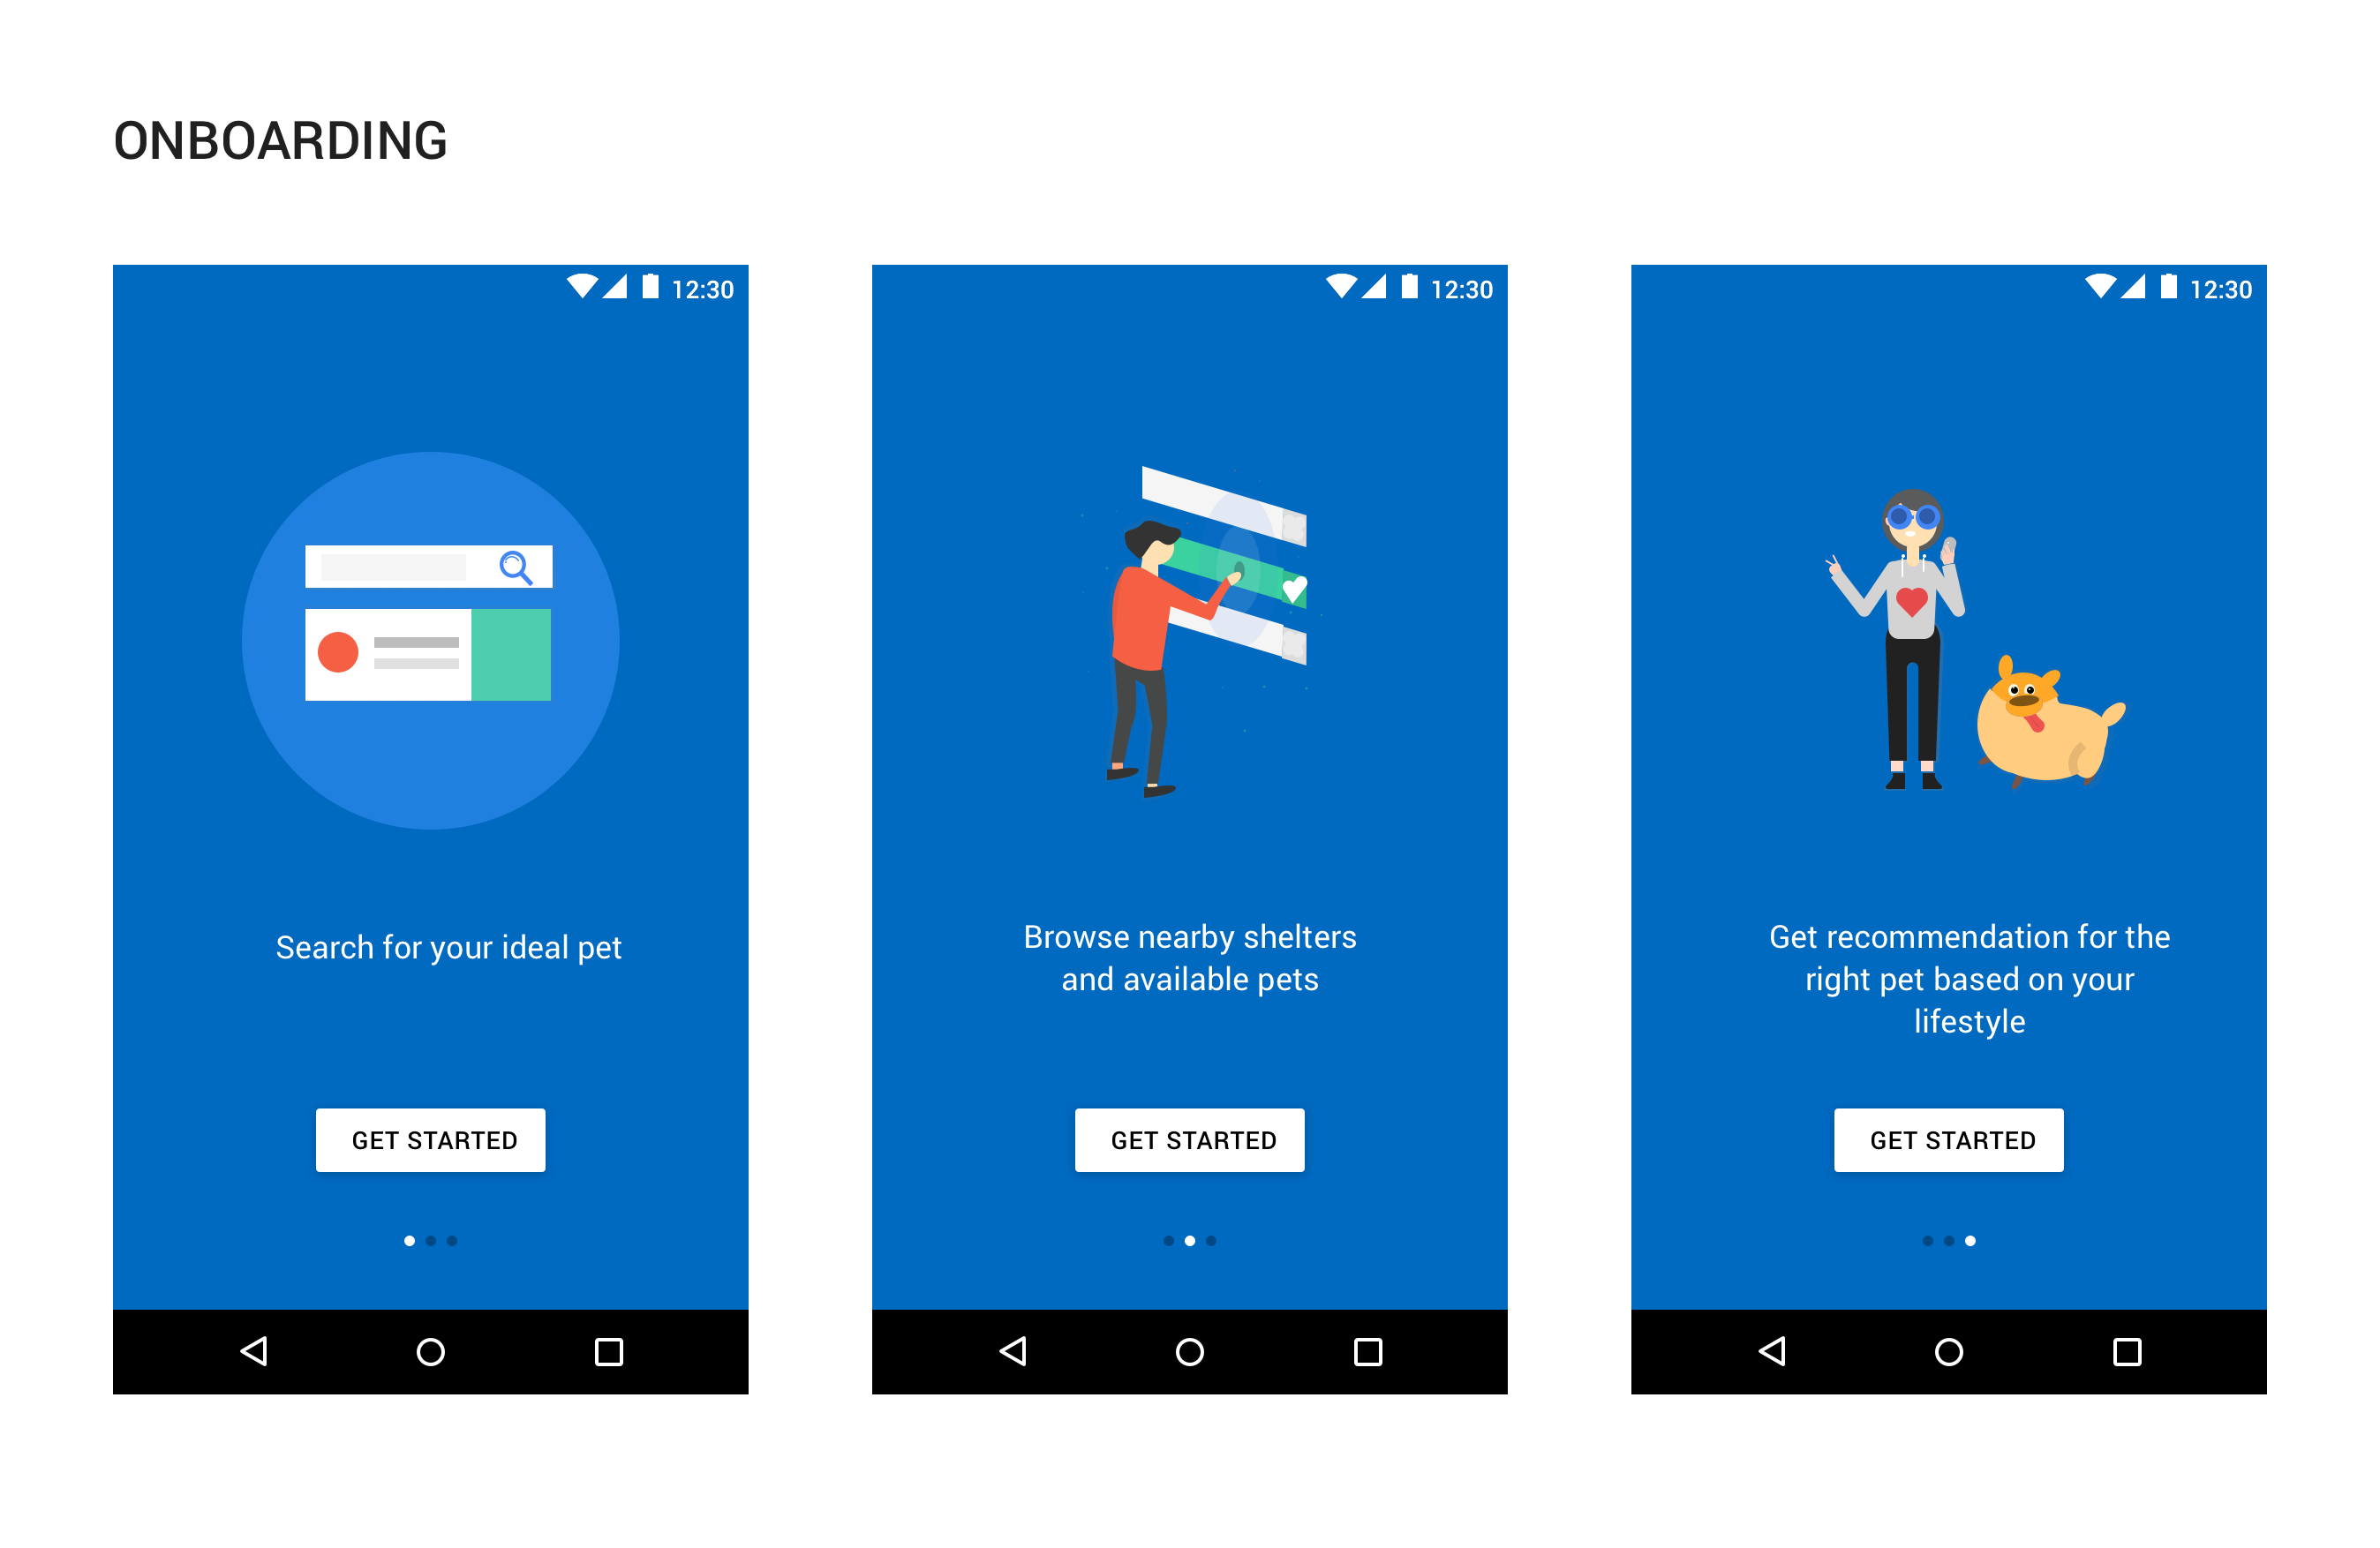 ONBOARDING
12:30
Search for your ideal pet
GET STARTED
12:30
Browse nearby shelters
and available pets
GET STARTED
12:30
Get recommendation for the
right pet based on your
lifestyle
GET STARTED